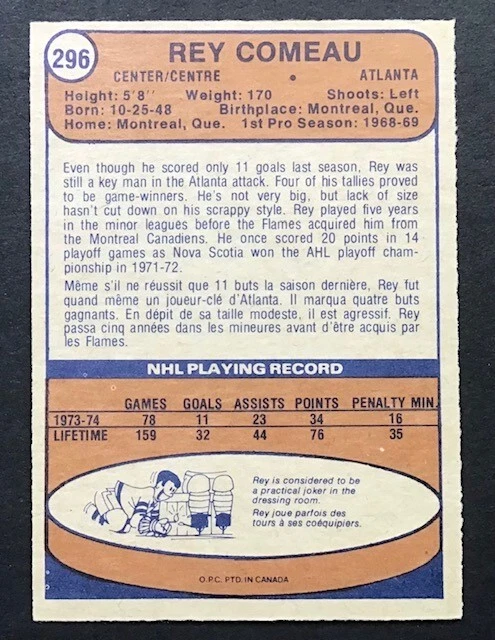 296
REY COMEAU
CENTER/CENTRE • ATLANTA
Height: 5'8'' Weight: 170 Shoots: Left
Born: 10-25-48 Birthplace: Montreal, Que.
Home: Montreal, Que. 1st Pro Season: 1968-69
Even though he scored only 11 goals last season, Rey was
still a key man in the Atlanta attack. Four of his tallies proved
to be game-winners. He's not very big, but lack of size
hasn't cut down on his scrappy style. Rey played five years
in the minor leagues before the Flames acquired him from
the Montreal Canadiens. He once scored 20 points in 14
playoff games as Nova Scotia won the AHL playoff cham-
pionship in 1971-72.
Même s'il ne réussit que 11 buts la saison dernière, Rey fut
quand même un joueur-clé d'Atlanta. Il marqua quatre buts
gagnants. En dépit de sa taille modeste, il est agressif. Rey
passa cinq années dans les mineures avant d'être acquis par
les Flames.
NHL PLAYING RECORD
GAMES GOALS ASSISTS POINTS PENALTY MIN.
1973-74 78 11 23 34 16
LIFETIME 159 32 44 76 35
Rey is considered to be
a practical joker in the
dressing room.
Rey joue parfois des
tours à ses coéquipiers.
O.P.C. PTD. IN CANADA